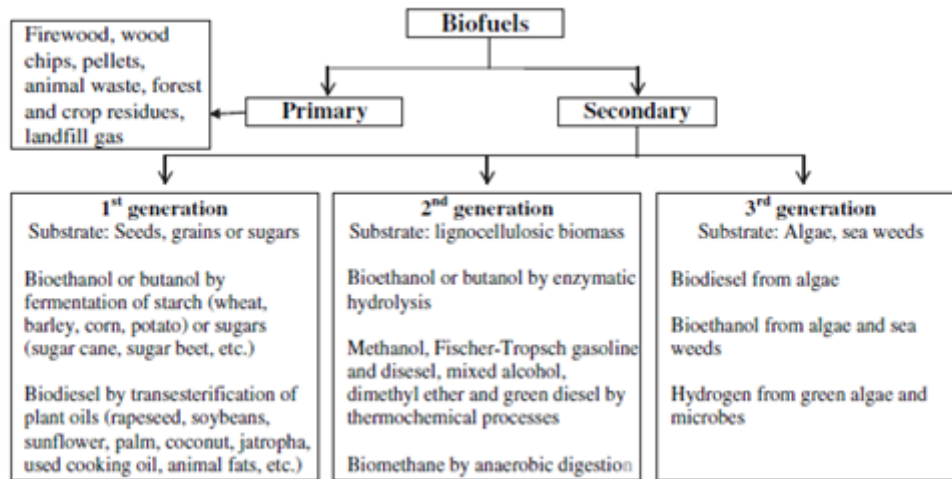 Biofuels
Firewood, wood
chips, pellets,
animal waste, forest
and crop residues,
landfill gas
Primary
Secondary
1st generation
Substrate: Seeds, grains or sugars
Bioethanol or butanol by
fermentation of starch (wheat,
barley, corn, potato) or sugars
(sugar cane, sugar beet, etc.)
Biodiesel by transesterification of
plant oils (rapeseed, soybeans,
sunflower, palm, coconut, jatropha,
used cooking oil, animal fats, etc.)
2nd generation
Substrate: lignocellulosic biomass
Bioethanol or butanol by enzymatic
hydrolysis
Methanol, Fischer-Tropsch gasoline
and disesel, mixed alcohol,
dimethyl ether and green diesel by
thermochemical processes
Biomethane by anaerobic digestion
3rd generation
Substrate: Algae, sea weeds
Biodiesel from algae
Bioethanol from algae and sea
weeds
Hydrogen from green algae and
microbes